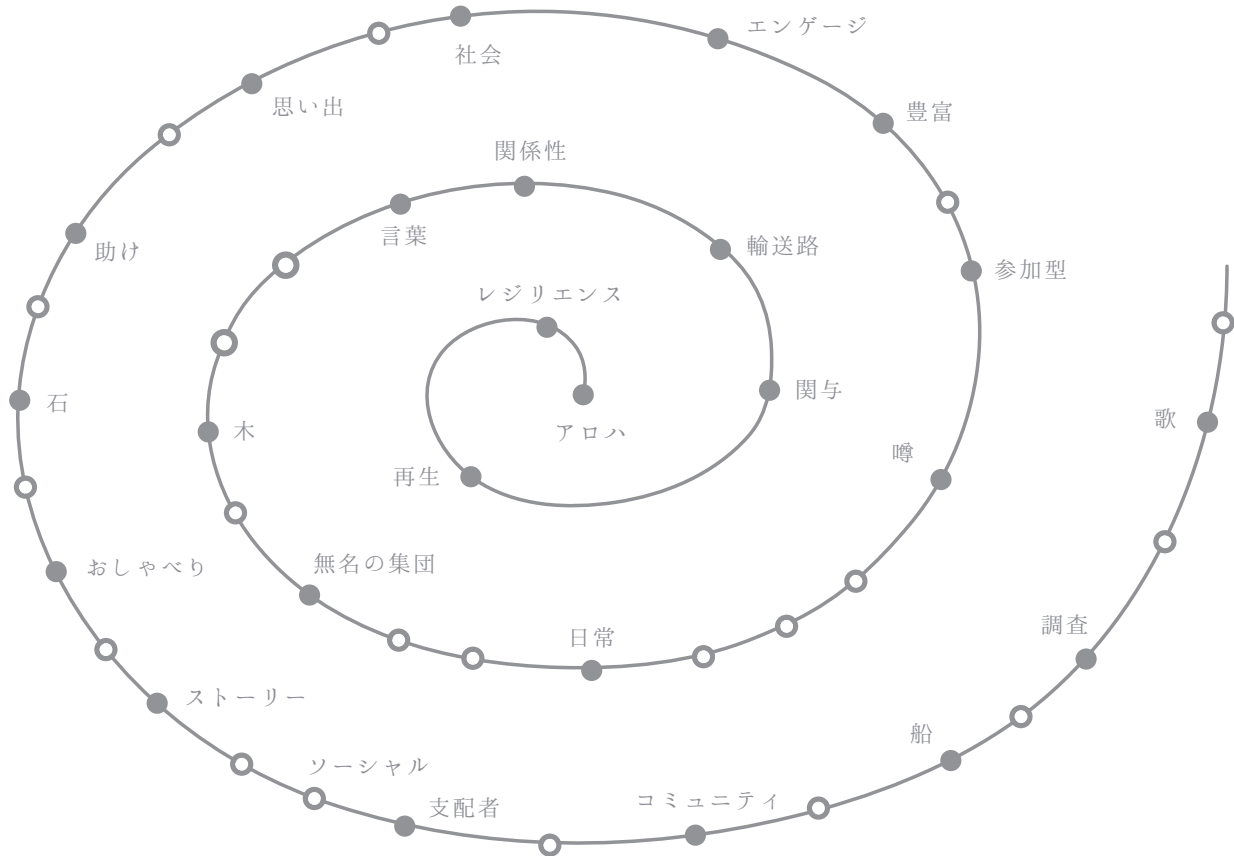 エンゲージ
社会
思い出
豊富
関係性
言葉
輸送路
助け
参加型
レジリエンス
関与
石
木
アロハ
歌
噂
再生
無名の集団
おしゃべり
日常
調査
ストーリー
船
ソーシャル
支配者
コミュニティ